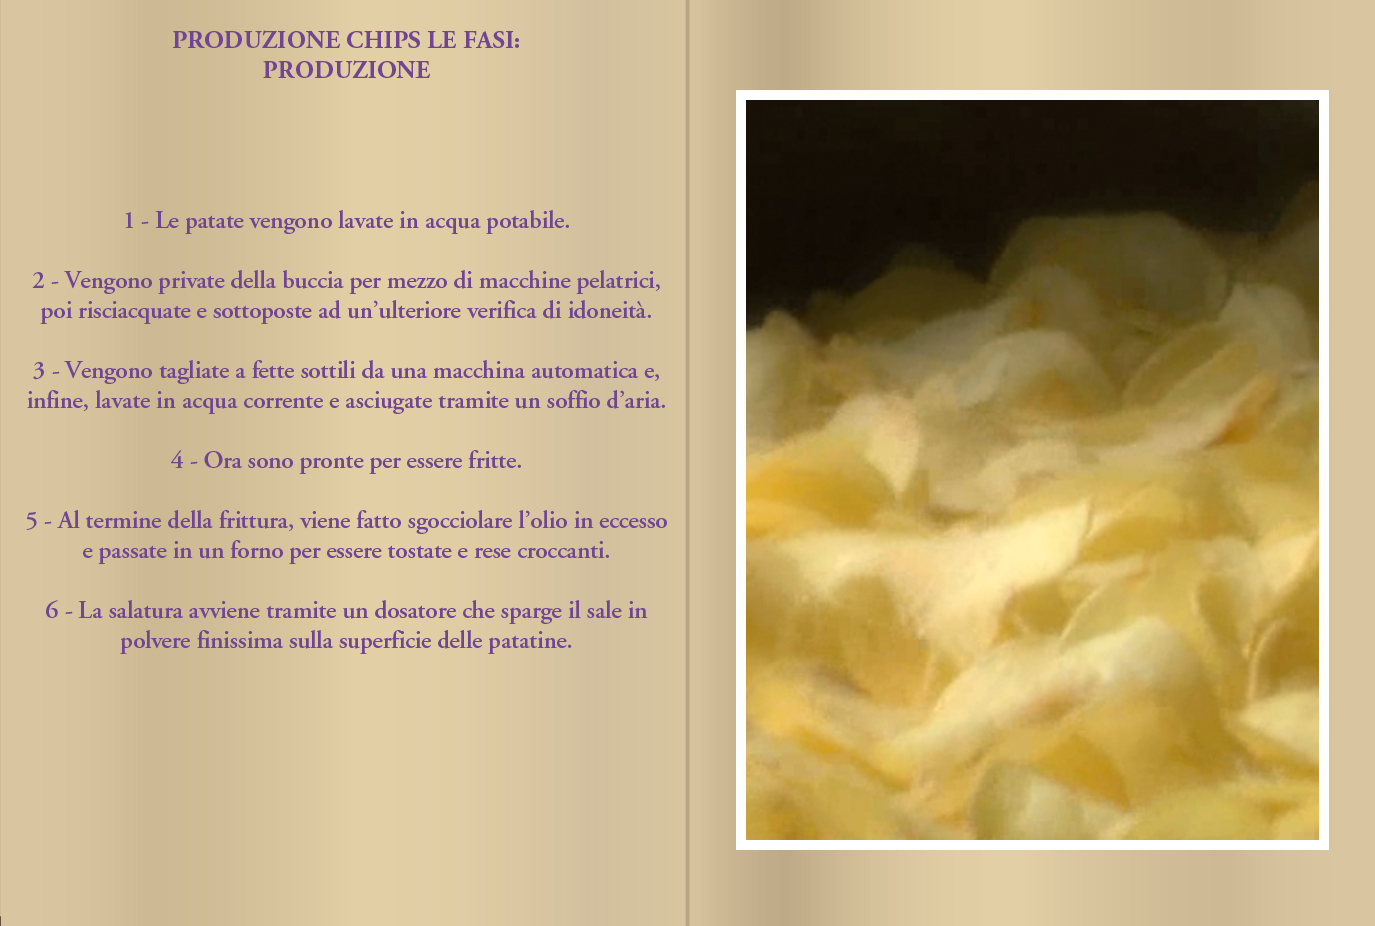 PRODUZIONE CHIPS LE FASI:
PRODUZIONE
1 - Le patate vengono lavate in acqua potabile.
2 - Vengono private della buccia per mezzo di macchine pelatrici,
poi risciacquate e sottoposte ad un’ulteriore verifica di idoneità.
3 - Vengono tagliate a fette sottili da una macchina automatica e,
infine, lavate in acqua corrente e asciugate tramite un soffio d’aria.
4 - Ora sono pronte per essere fritte.
5 - Al termine della frittura, viene fatto sgocciolare l’olio in eccesso
e passate in un forno per essere tostate e rese croccanti.
6 - La salatura avviene tramite un dosatore che sparge il sale in
polvere finissima sulla superficie delle patatine.